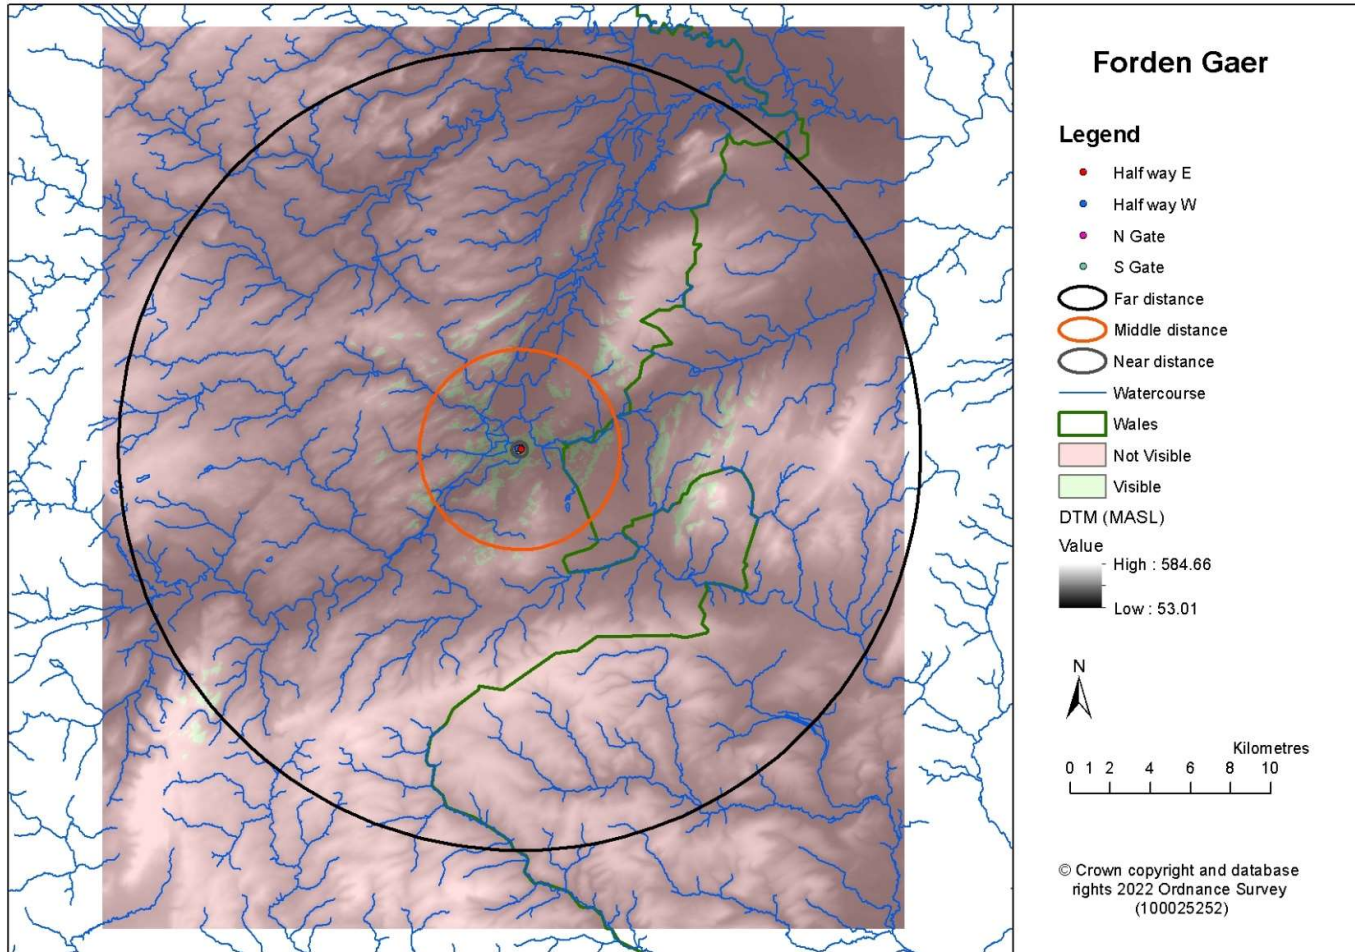 Forden Gaer
Legend
Half way E
Half way W
N Gate
S Gate
Far distance
Middle distance
Near distance
Watercourse
Wales
Not Visible
Visible
DTM (MASL)
Value
High : 584.66
Low : 53.01
N
Kilometres
0 1 2 4 6 8 10
© Crown copyright and database
rights 2022 Ordnance Survey
(100025252)